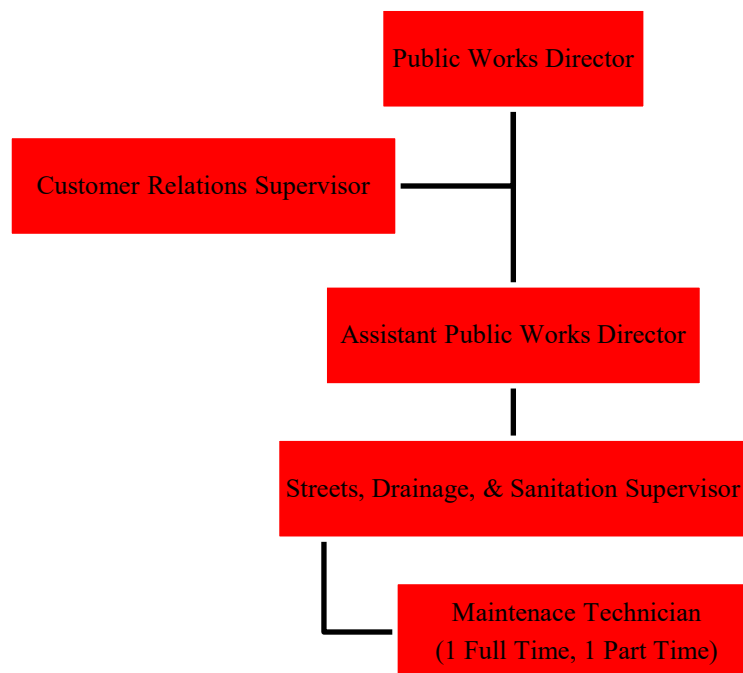 Public Works Director
Customer Relations Supervisor
Assistant Public Works Director
Streets, Drainage, & Sanitation Supervisor
Maintenace Technician
(1 Full Time, 1 Part Time)